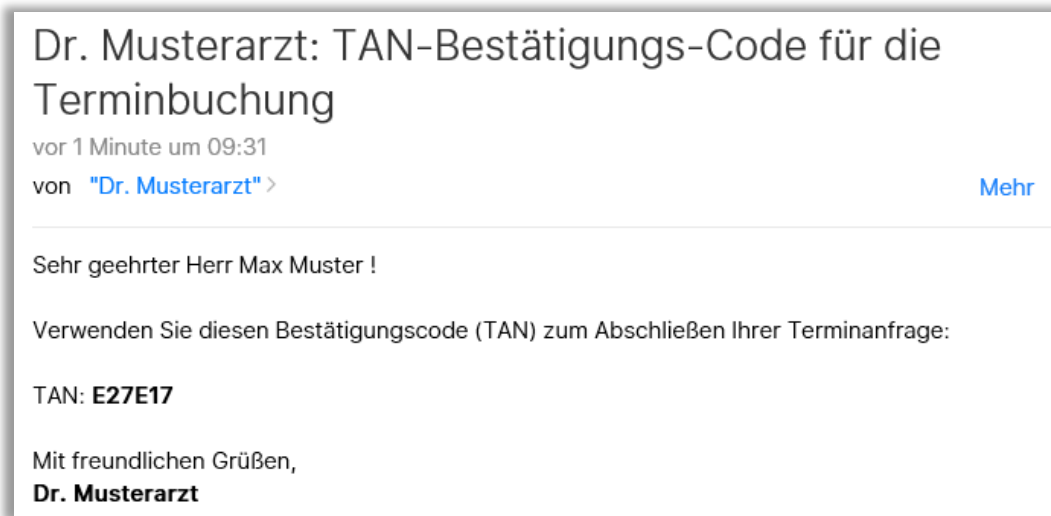 Dr. Musterarzt: TAN-Bestätigungs-Code für die
Terminbuchung
vor 1 Minute um 09:31
von "Dr. Musterarzt" >
Mehr
Sehr geehrter Herr Max Muster !
Verwenden Sie diesen Bestätigungscode (TAN) zum Abschließen Ihrer Terminanfrage:
TAN: E27E17
Mit freundlichen Grüßen,
Dr. Musterarzt